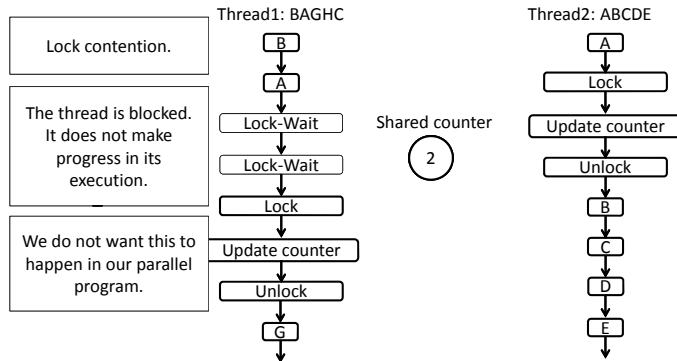 Thread1: BAGHC
Thread2: ABCDE
Lock contention.
The thread is blocked.
It does not make
progress in its
execution.
We do not want this to
happen in our parallel
program.
B
A
Lock-Wait
Lock-Wait
Lock
Update counter
Unlock
G
Shared counter
2
A
Lock
Update counter
Unlock
B
C
D
E